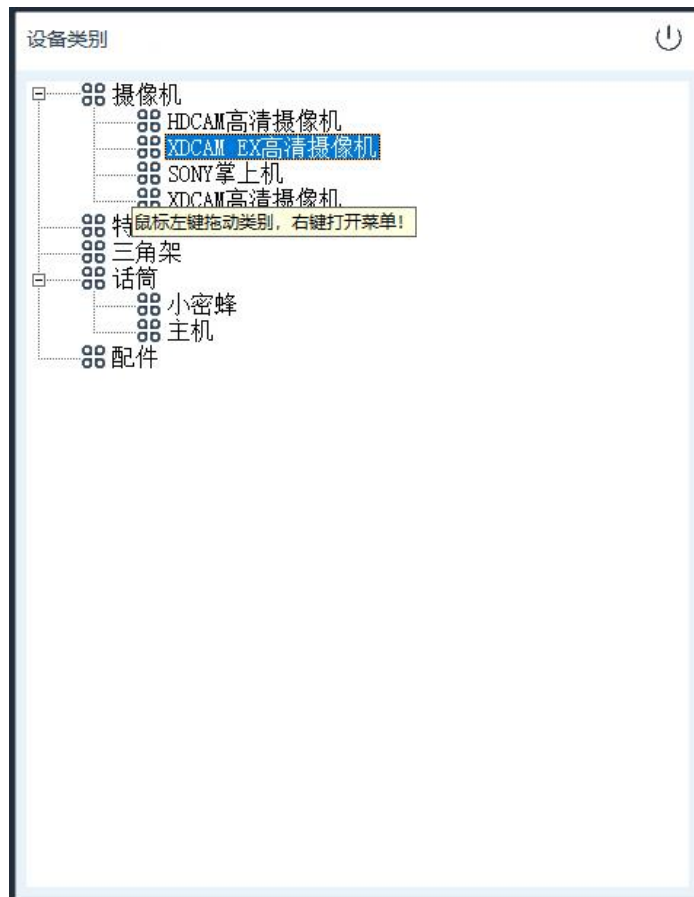 设备类别
摄像机
HDCAM高清摄像机
XDCAM EX高清摄像机
SONY掌上机
XDCAM高清摄像机
鼠标左键拖动类别，右键打开菜单！
特
三角架
话筒
小密蜂
主机
配件